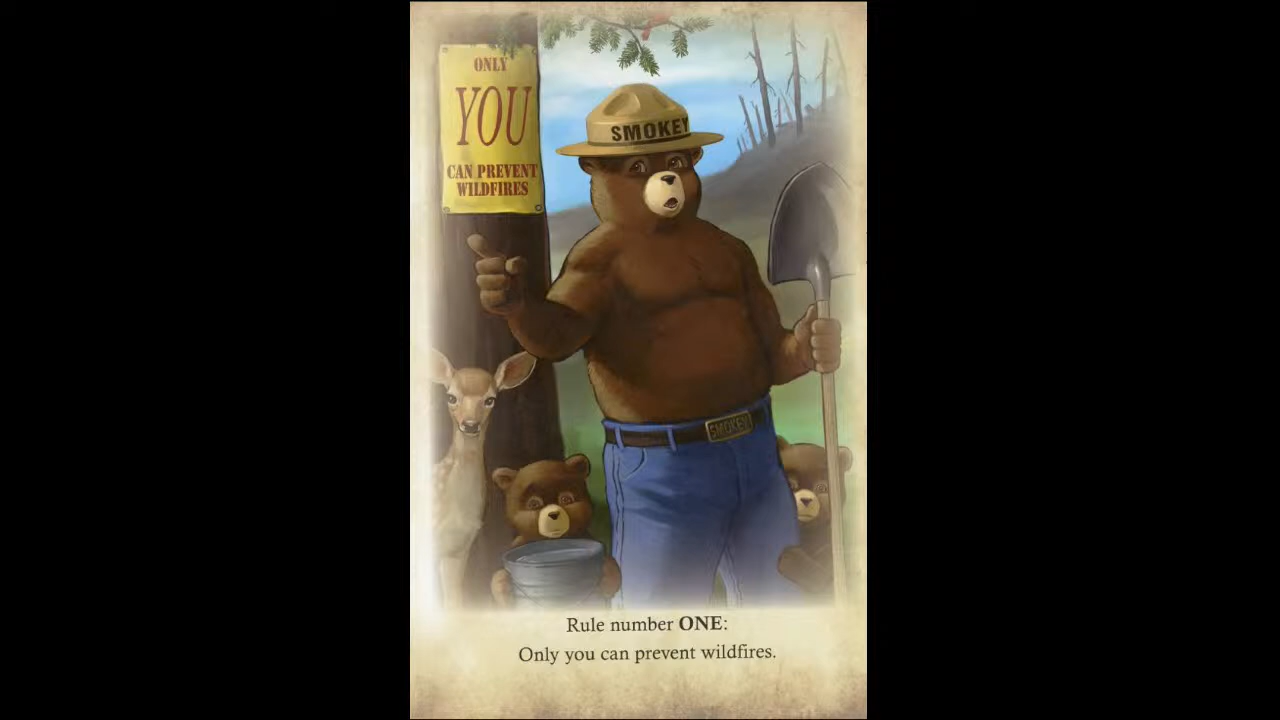 ONLY
YOU
CAN PREVENT
WILDFIRES
SMOKEY
SMOKEY
Rule number ONE:
Only you can prevent wildfires.